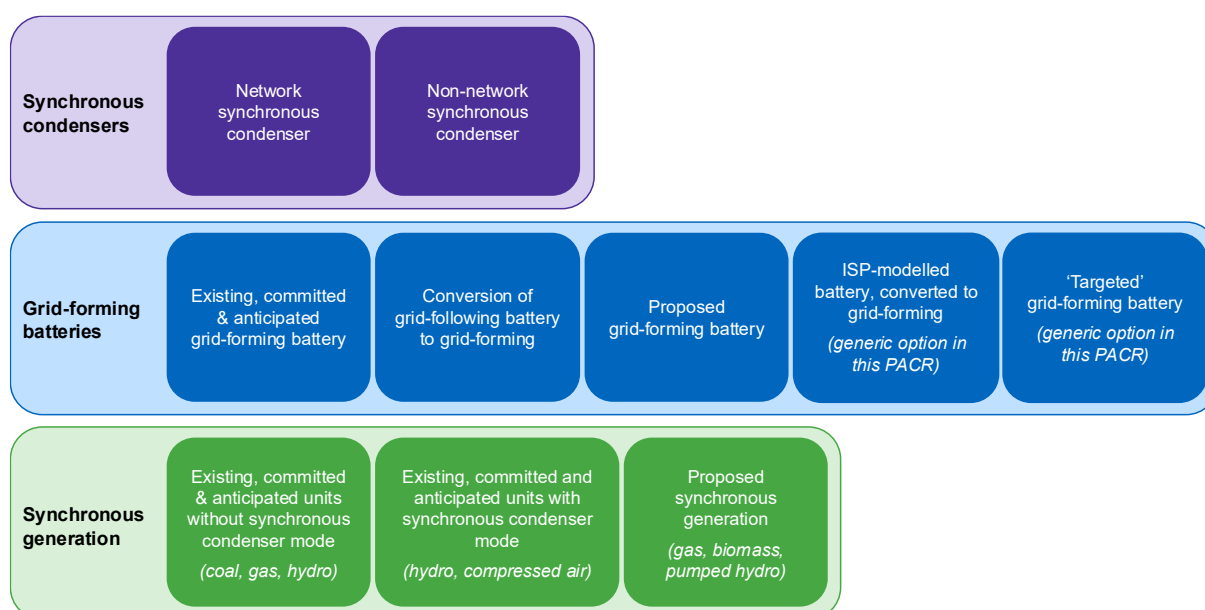 Synchronous
condensers
Network
synchronous
condenser
Non-network
synchronous
condenser
Grid-forming
batteries
Existing, committed
& anticipated
grid-forming battery
Conversion of
grid-following battery
to grid-forming
Proposed
grid-forming battery
ISP-modelled
battery, converted to
grid-forming
(generic option in
this PACR)
‘Targeted’
grid-forming battery
(generic option in
this PACR)
Synchronous
generation
Existing, committed
& anticipated units
without synchronous
condenser mode
(coal, gas, hydro)
Existing, committed and
anticipated units with
synchronous condenser
mode
(hydro, compressed air)
Proposed
synchronous
generation
(gas, biomass,
pumped hydro)